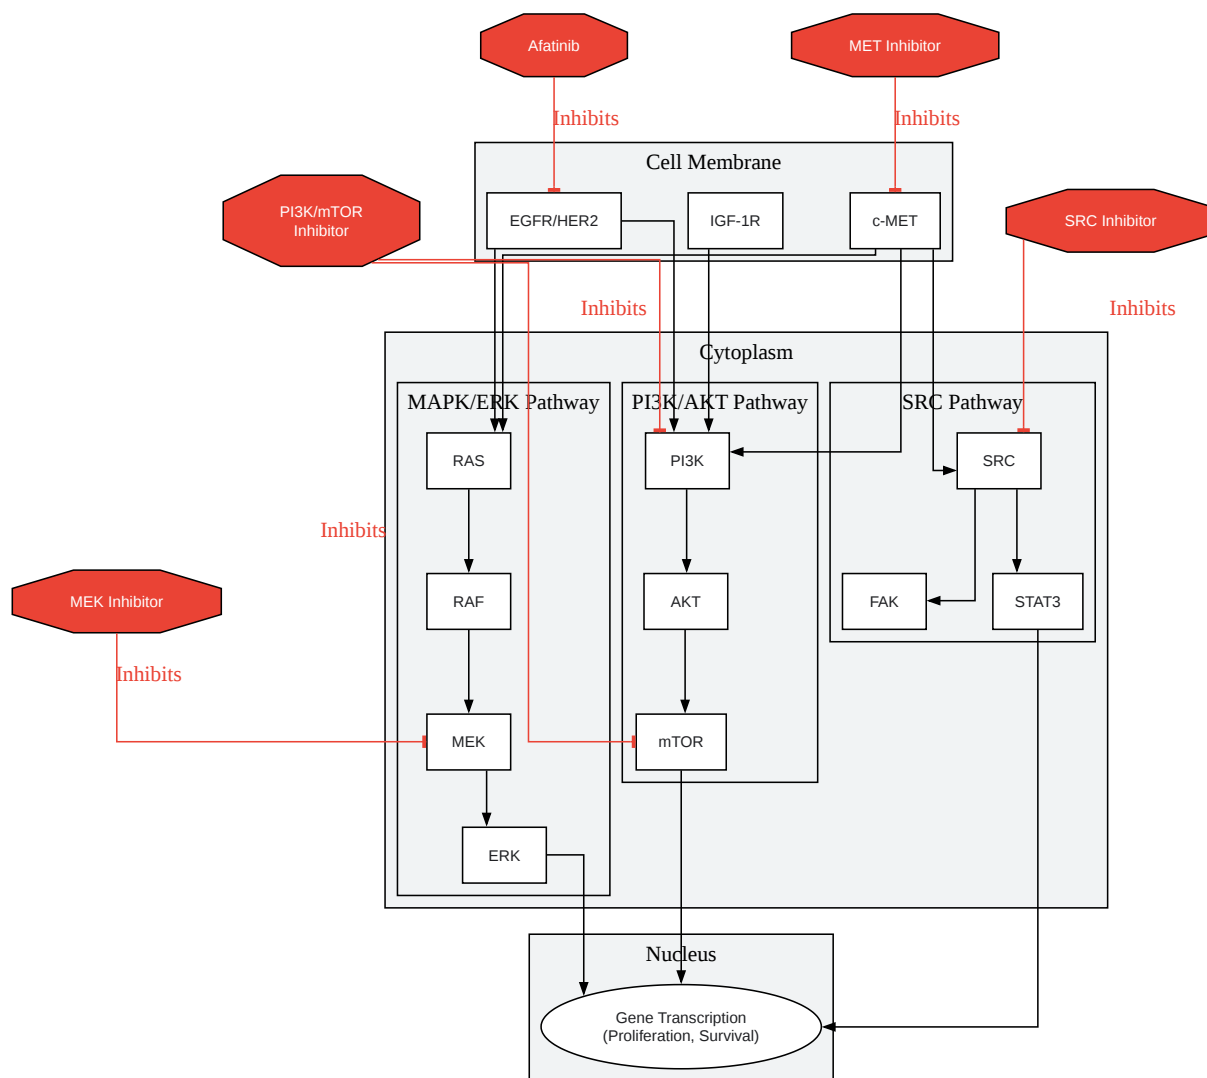 Afatinib
MET Inhibitor
Inhibits
Inhibits
Cell Membrane
PI3K/mTOR
Inhibitor
EGFR/HER2
IGF-1R
c-MET
SRC Inhibitor
Inhibits
Inhibits
Cytoplasm
MAPK/ERK Pathway
PI3K/AKT Pathway
SRC Pathway
RAS
PI3K
SRC
Inhibits
MEK Inhibitor
RAF
AKT
FAK
STAT3
Inhibits
MEK
mTOR
ERK
Nucleus
Gene Transcription
(Proliferation, Survival)